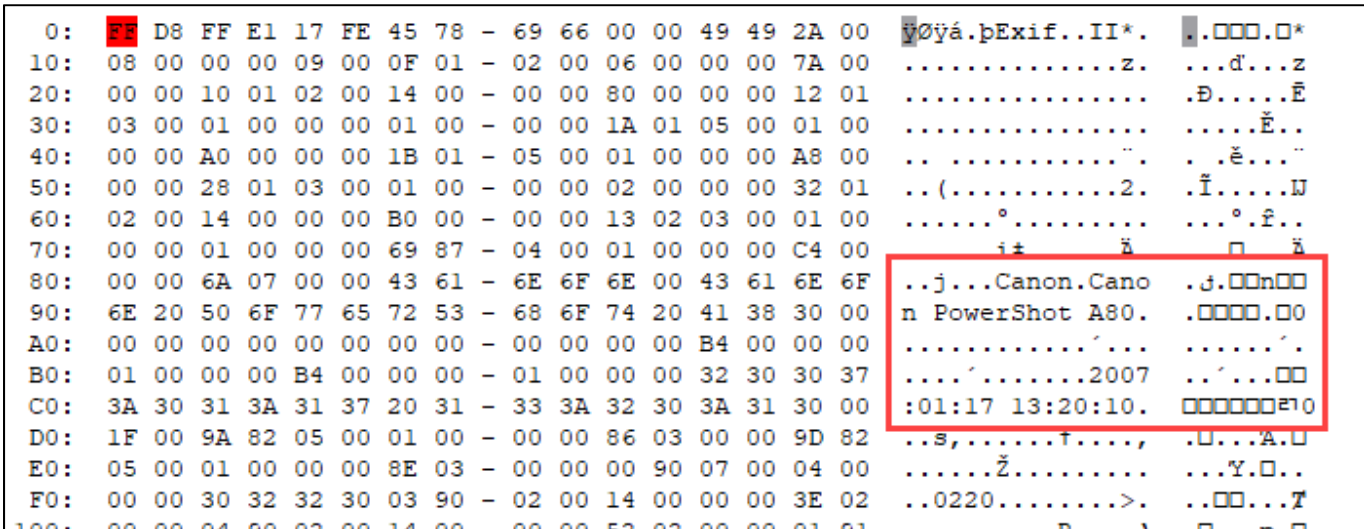 0: FF D8 FF E1 17 FE 45 78 - 69 66 00 00 49 49 2A 00 ÿØÿá.þExif..II*. ..□□□.□*
10: 08 00 00 00 09 00 0F 01 - 02 00 06 00 00 00 7A 00 ..............z. ...ď...z
20: 00 00 10 01 02 00 14 00 - 00 00 80 00 00 00 12 01 ................ .Đ.....Ē
30: 03 00 01 00 00 00 01 00 - 00 00 1A 01 05 00 01 00 ................ .....Ě..
40: 00 00 A0 00 00 00 1B 01 - 05 00 01 00 00 00 A8 00 .. ...........¨. . .ě...¨
50: 00 00 28 01 03 00 01 00 - 00 00 02 00 00 00 32 01 ..(...........2. .Ĩ.....Ĳ
60: 02 00 14 00 00 00 B0 00 - 00 00 13 02 03 00 01 00 ......°......... ...°.ȓ..
70: 00 00 01 00 00 00 69 87 - 04 00 01 00 00 00 C4 00
80: 00 00 6A 07 00 00 43 61 - 6E 6F 6E 00 43 61 6E 6F ..j...Canon.Cano
90: 6E 20 50 6F 77 65 72 53 - 68 6F 74 20 41 38 30 00 n PowerShot A80. .□□□□.□0
A0: 00 00 00 00 00 00 00 00 - 00 00 00 00 B4 00 00 00 ............´... ......´.
B0: 01 00 00 00 B4 00 00 00 - 01 00 00 00 32 30 30 37 ....´.......2007 ..´...□□
C0: 3A 30 31 3A 31 37 20 31 - 33 3A 32 30 3A 31 30 00 :01:17 13:20:10.
D0: 1F 00 9A 82 05 00 01 00 - 00 00 86 03 00 00 9D 82 ..š‚......†....‚ .□...Ά.□
E0: 05 00 01 00 00 00 8E 03 - 00 00 00 90 07 00 04 00 ......Ž......... ...Ύ.□..
F0: 00 00 30 32 32 30 03 90 - 02 00 14 00 00 00 3E 02 ..0220........>. ..□□...Ⱦ